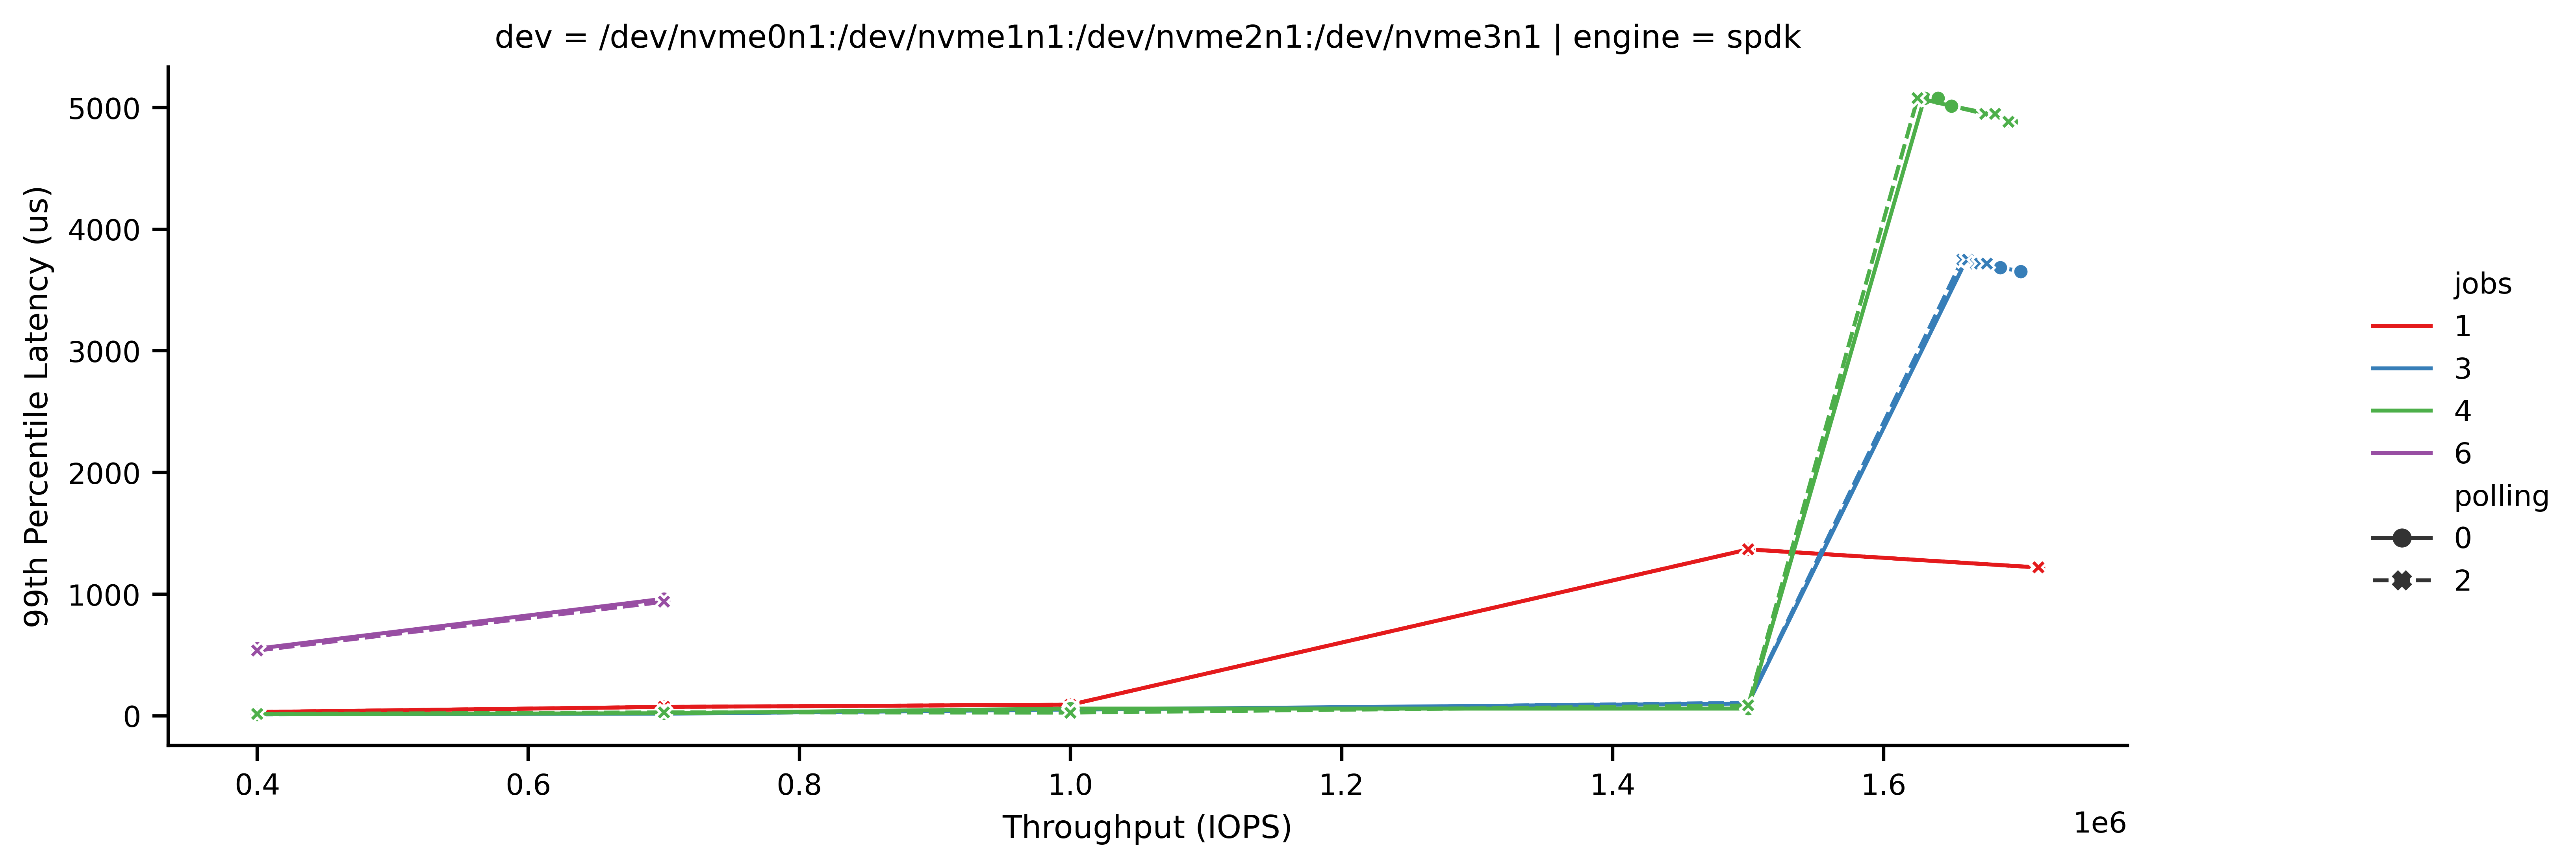 dev = /dev/nvme0n1:/dev/nvme1n1:/dev/nvme2n1:/dev/nvme3n1 | engine = spdk
99th Percentile Latency (us)
5000
4000
3000
2000
1000
0
0.4 0.6 0.8 1.0 1.2 1.4 1.6
1e6
Throughput (IOPS)
jobs
1
3
4
6
polling
0
2